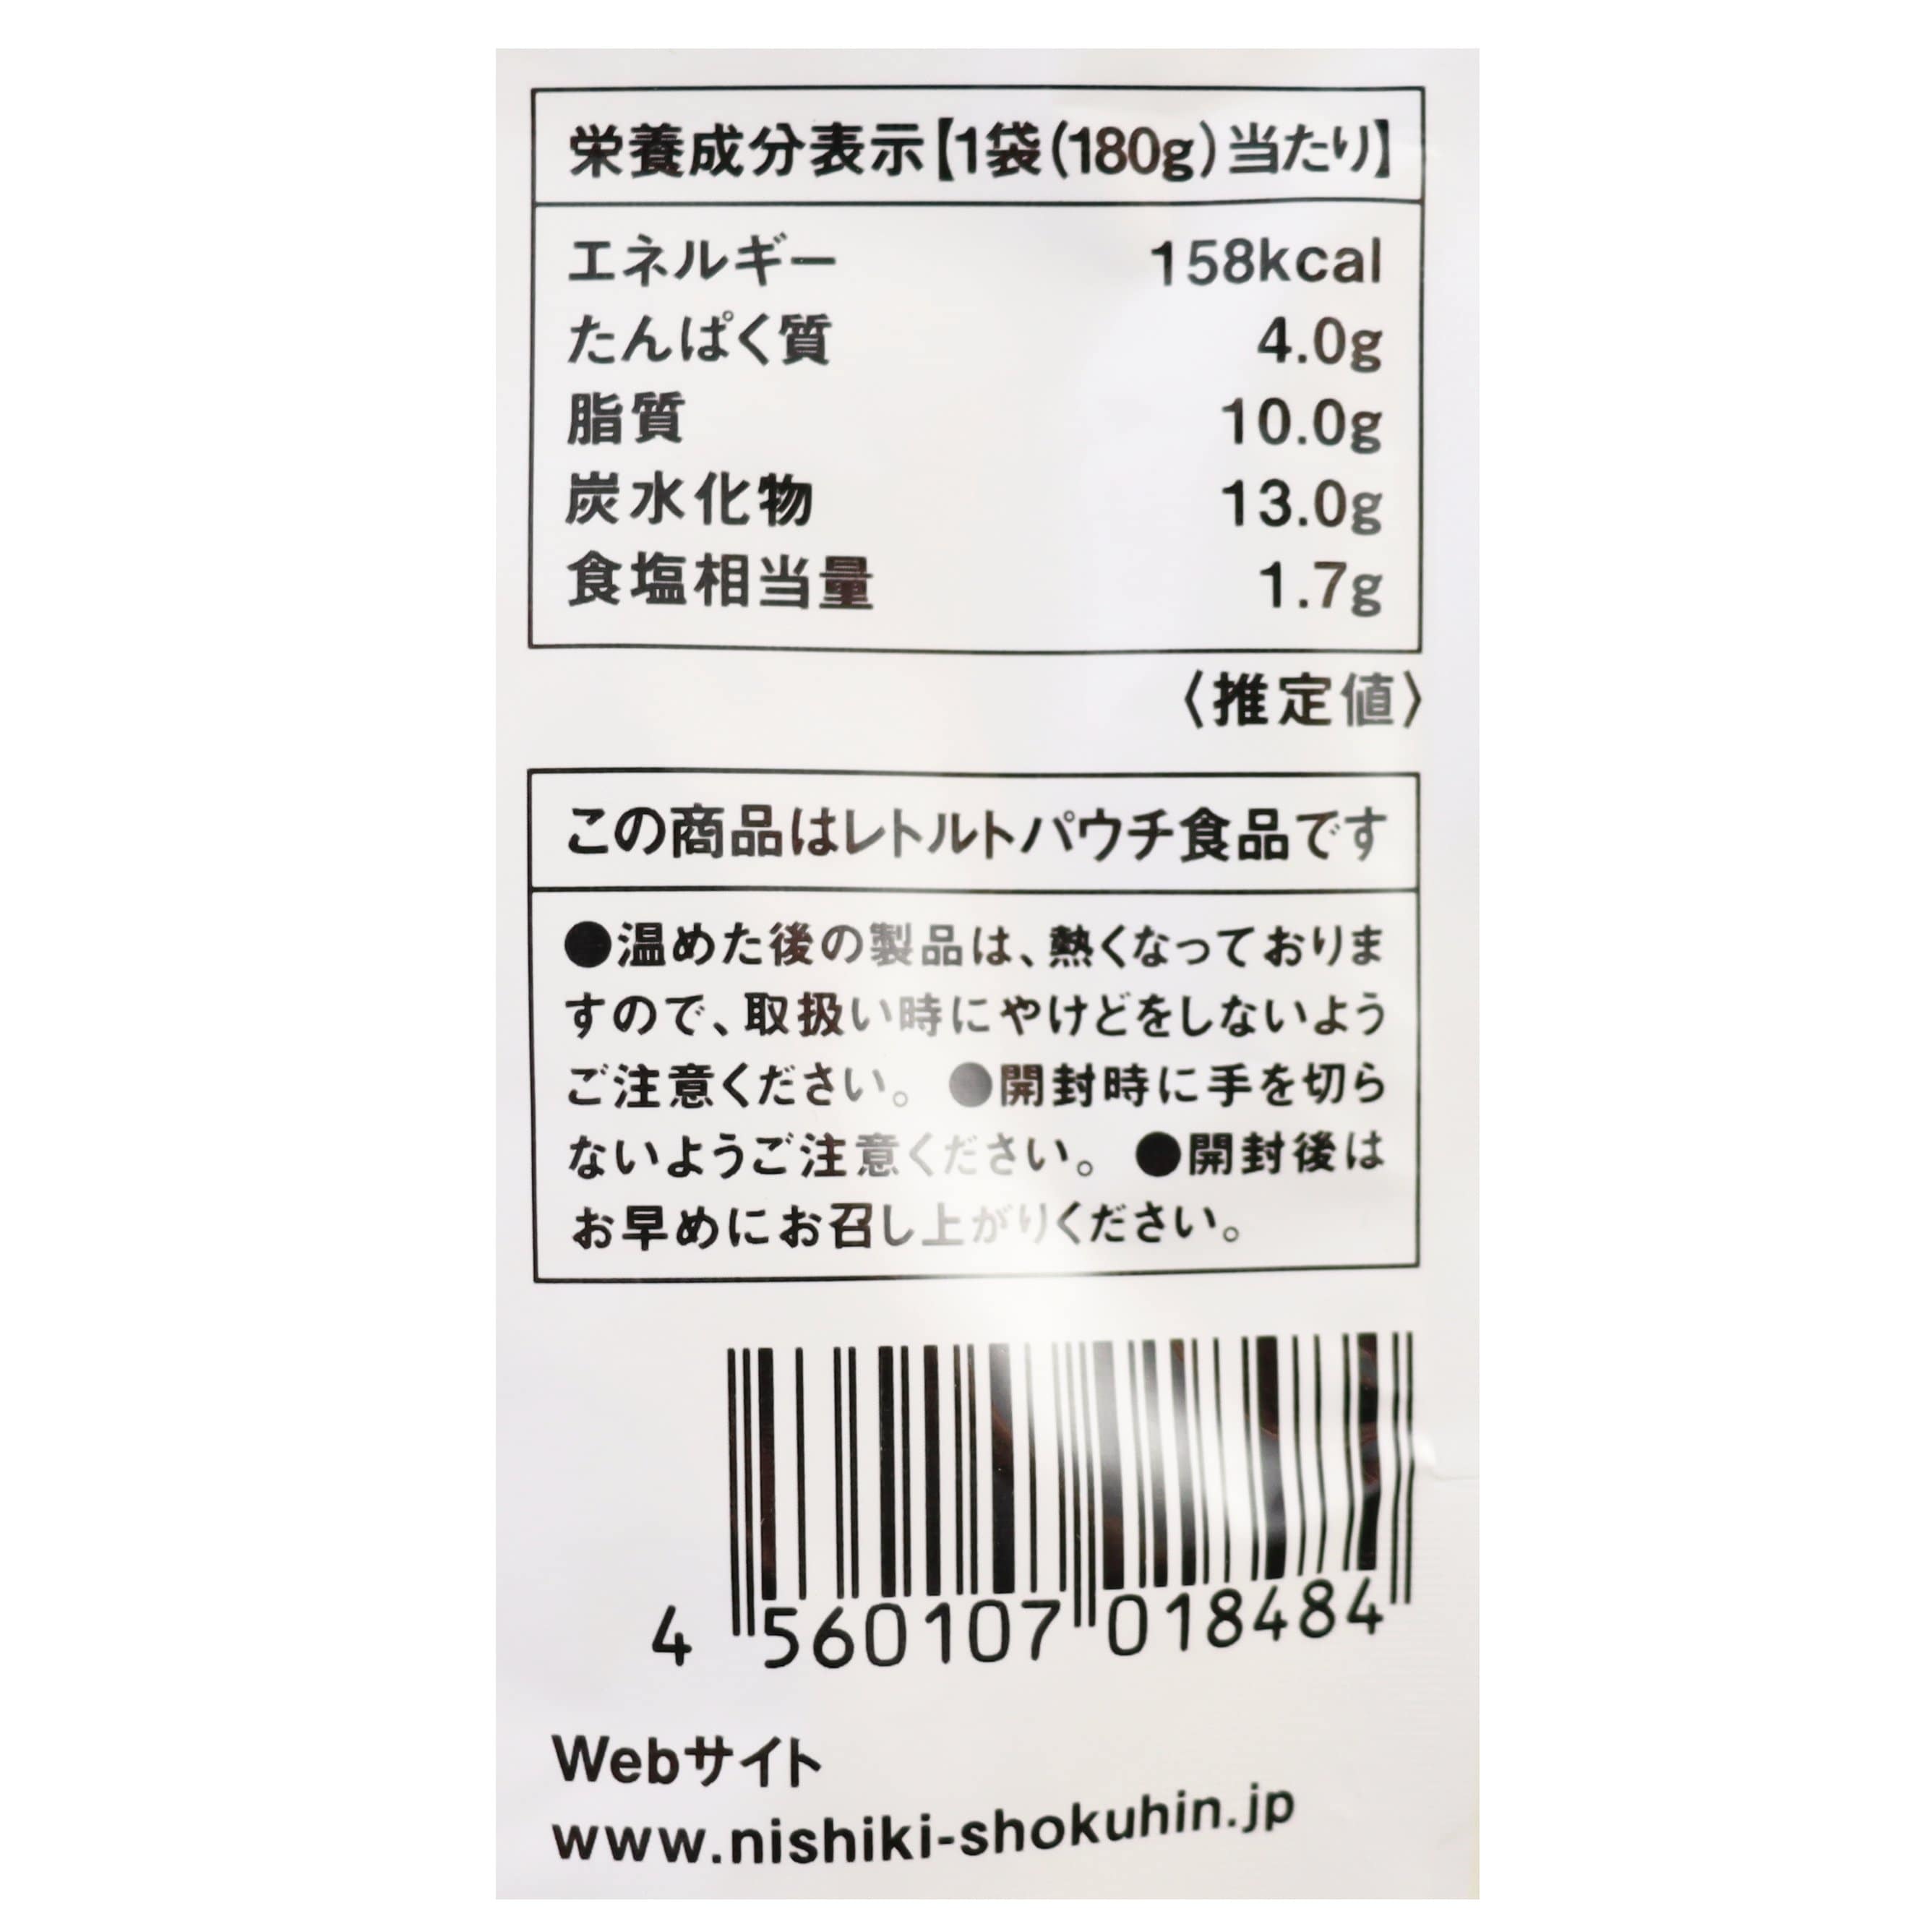 栄養成分表示【1袋(180g)当たり】
エネルギー 158kcal
たんぱく質 4.0g
脂質 10.0g
炭水化物 13.0g
食塩相当量 1.7g
〈推定値〉
この商品はレトルトパウチ食品です
●温めた後の製品は、熱くなっておりま
すので、取扱い時にやけどをしないよう
ご注意ください。 ●開封時に手を切ら
ないようご注意ください。 ●開封後は
お早めにお召し上がりください。
4 560107 018484
Webサイト
www.nishiki-shokuhin.jp